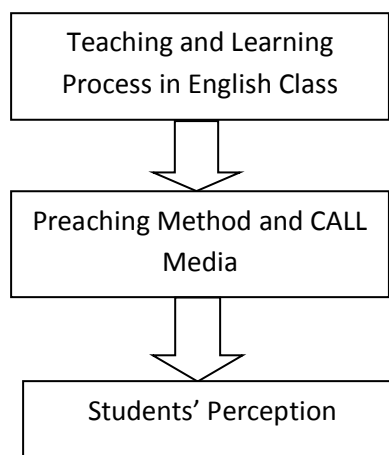 Teaching and Learning
Process in English Class
Preaching Method and CALL
Media
Students’ Perception